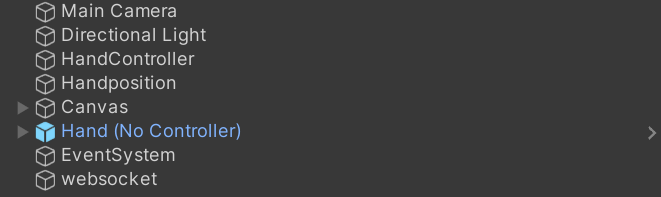 Main Camera
Directional Light
HandController
Handposition
Canvas
Hand (No Controller)
EventSystem
websocket